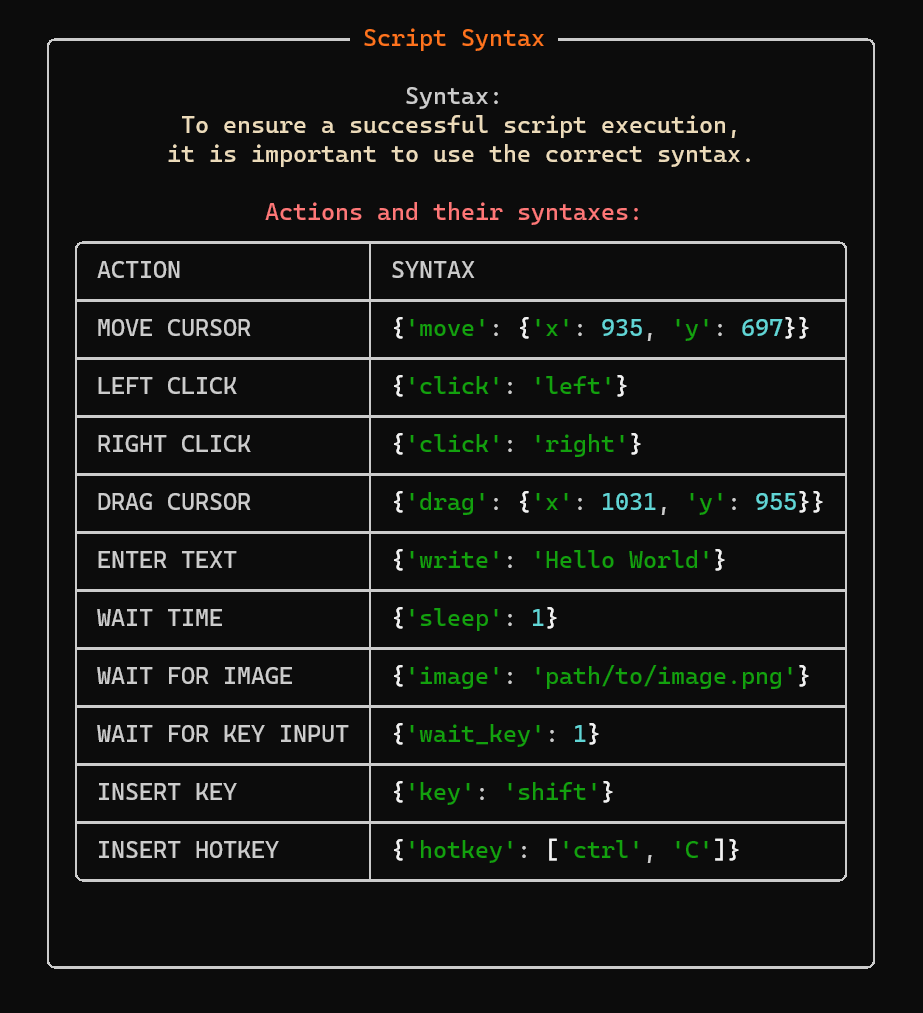 Script Syntax
Syntax:
To ensure a successful script execution,
it is important to use the correct syntax.
Actions and their syntaxes:
ACTION SYNTAX
MOVE CURSOR {'move': {'x': 935, 'y': 697}}
LEFT CLICK {'click': 'left'}
RIGHT CLICK {'click': 'right'}
DRAG CURSOR {'drag': {'x': 1031, 'y': 955}}
ENTER TEXT {'write': 'Hello World'}
WAIT TIME {'sleep': 1}
WAIT FOR IMAGE {'image': 'path/to/image.png'}
WAIT FOR KEY INPUT {'wait_key': 1}
INSERT KEY {'key': 'shift'}
INSERT HOTKEY {'hotkey': ['ctrl', 'C']}